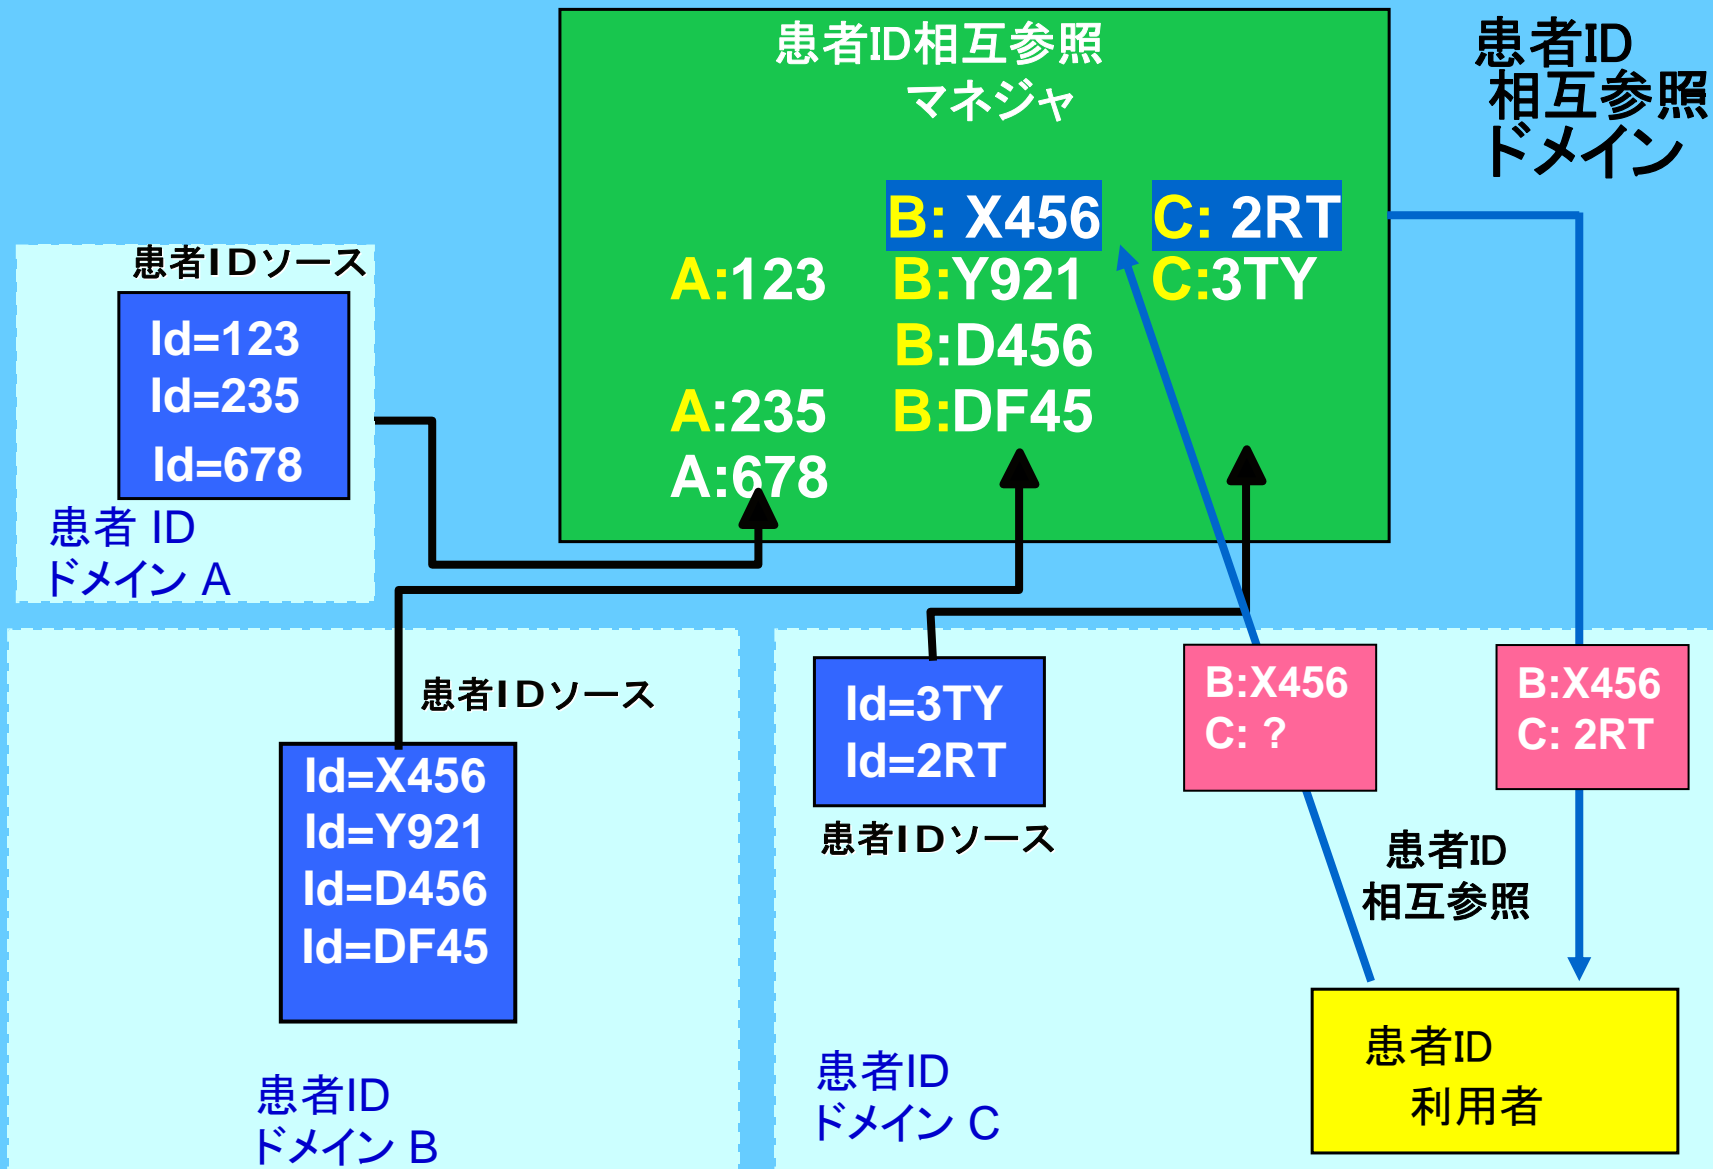 患者ID相互参照
マネジャ
患者ID
相互参照
ドメイン
B: X456 C: 2RT
A:123 B:Y921 C:3TY
B:D456
A:235 B:DF45
A:678
患者IDソース
Id=123
Id=235
Id=678
患者 ID
ドメイン A
患者IDソース
Id=X456
Id=Y921
Id=D456
Id=DF45
患者ID
ドメイン B
Id=3TY
Id=2RT
患者IDソース
B:X456
C: ?
B:X456
C: 2RT
患者ID
相互参照
患者ID
ドメイン C
患者ID
利用者